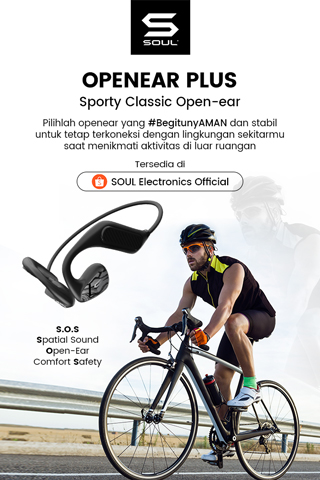 SOUL
OPENEAR PLUS
Sporty Classic Open-ear
Pilihlah openear yang #BegitunyAMAN dan stabil
untuk tetap terkoneksi dengan lingkungan sekitarmu
saat menikmati aktivitas di luar ruangan
Tersedia di
SOUL Electronics Official
S.O.S
Spatial Sound
Open-Ear
Comfort Safety